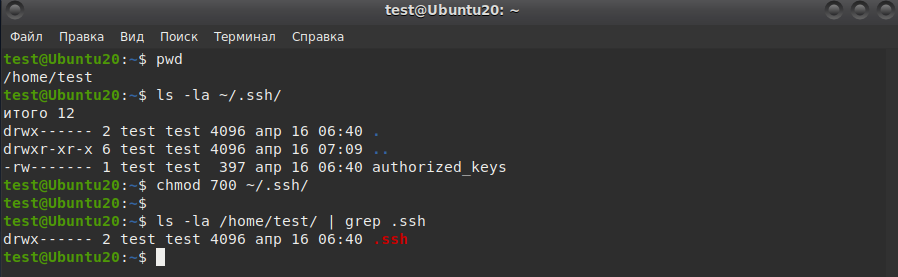 test@Ubuntu20: ~
Файл Правка Вид Поиск Терминал Справка
test@Ubuntu20:~$ pwd
/home/test
test@Ubuntu20:~$ ls -la ~/.ssh/
итого 12
drwx------ 2 test test 4096 апр 16 06:40 .
drwxr-xr-x 6 test test 4096 апр 16 07:09 ..
-rw------- 1 test test  397 апр 16 06:40 authorized_keys
test@Ubuntu20:~$ chmod 700 ~/.ssh/
test@Ubuntu20:~$
test@Ubuntu20:~$ ls -la /home/test/ | grep .ssh
drwx------ 2 test test 4096 апр 16 06:40 .ssh
test@Ubuntu20:~$